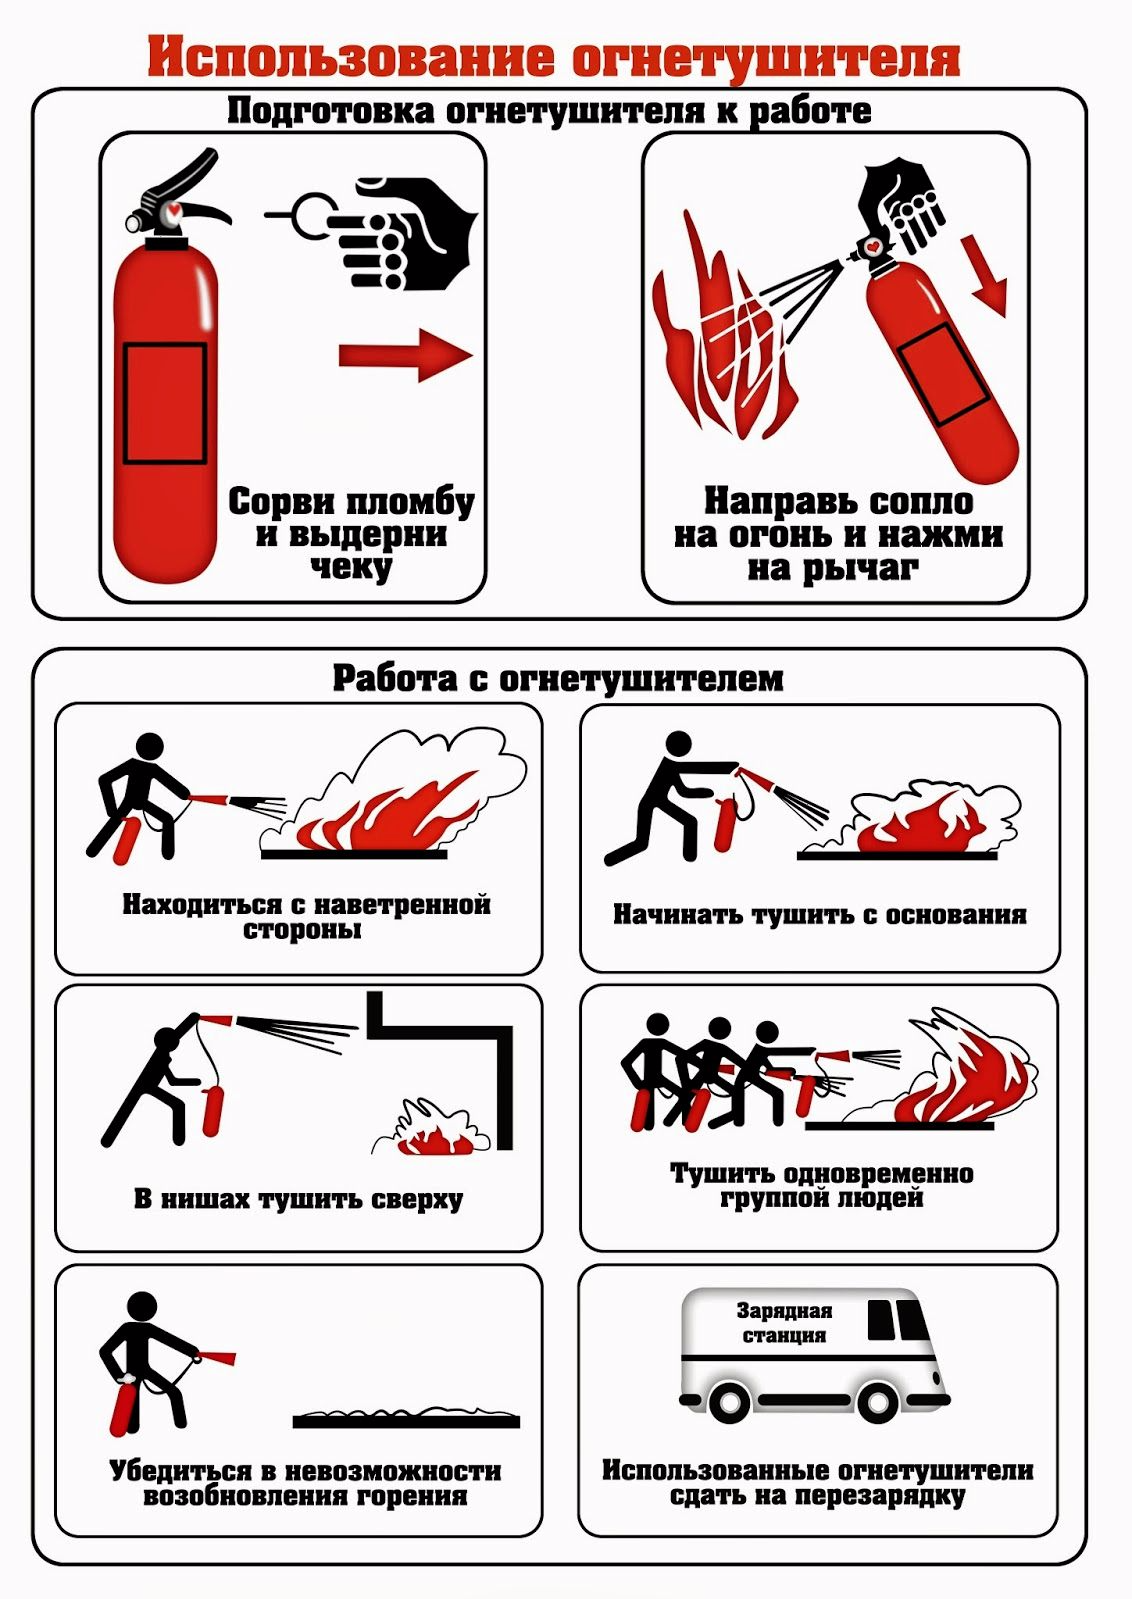 Использование огнетушителя
Подготовка огнетушителя к работе
Сорви пломбу
и выдерни
чеку
Направь сопло
на огонь и нажми
на рычаг
Работа с огнетушителем
Находиться с наветренной
стороны
Начинать тушить с основания
В нишах тушить сверху
Тушить одновременно
группой людей
Убедиться в невозможности
возобновления горения
Зарядная
станция
Использованные огнетушители
сдать на перезарядку